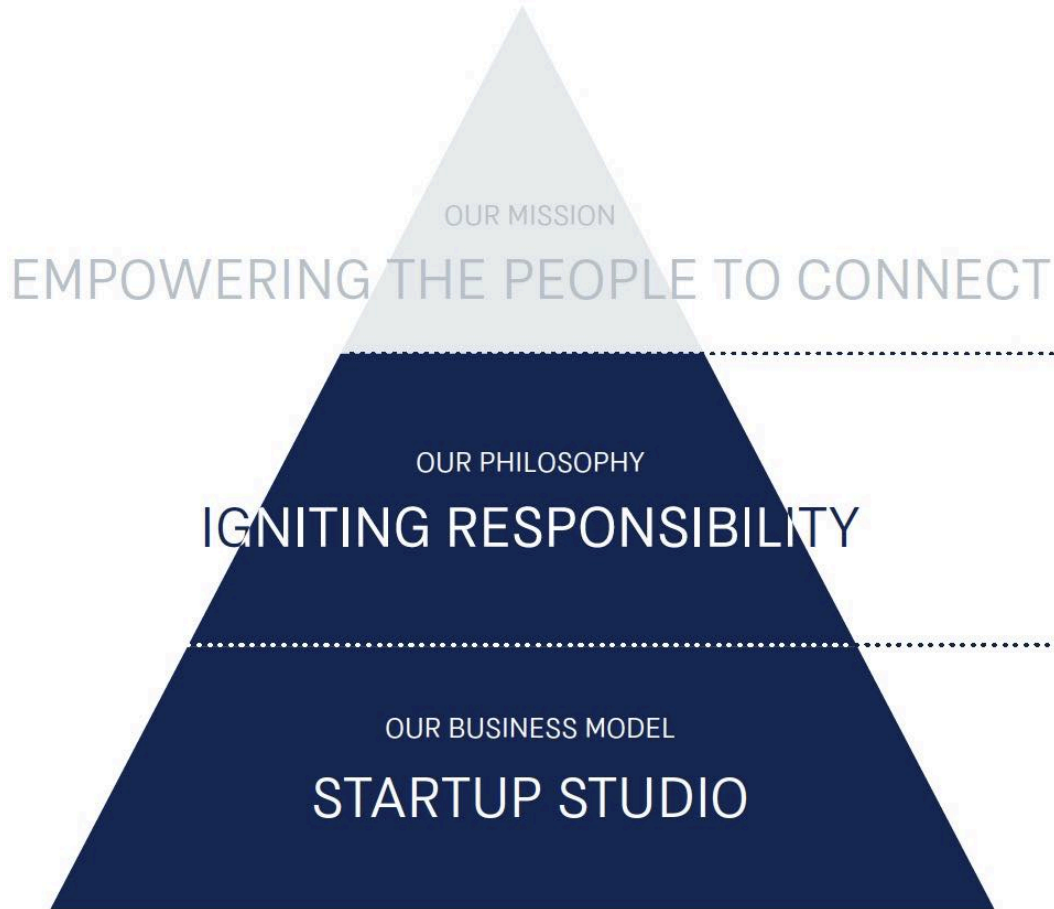 OUR MISSION
EMPOWERING THE PEOPLE TO CONNECT
OUR PHILOSOPHY
IGNITING RESPONSIBILITY
OUR BUSINESS MODEL
STARTUP STUDIO